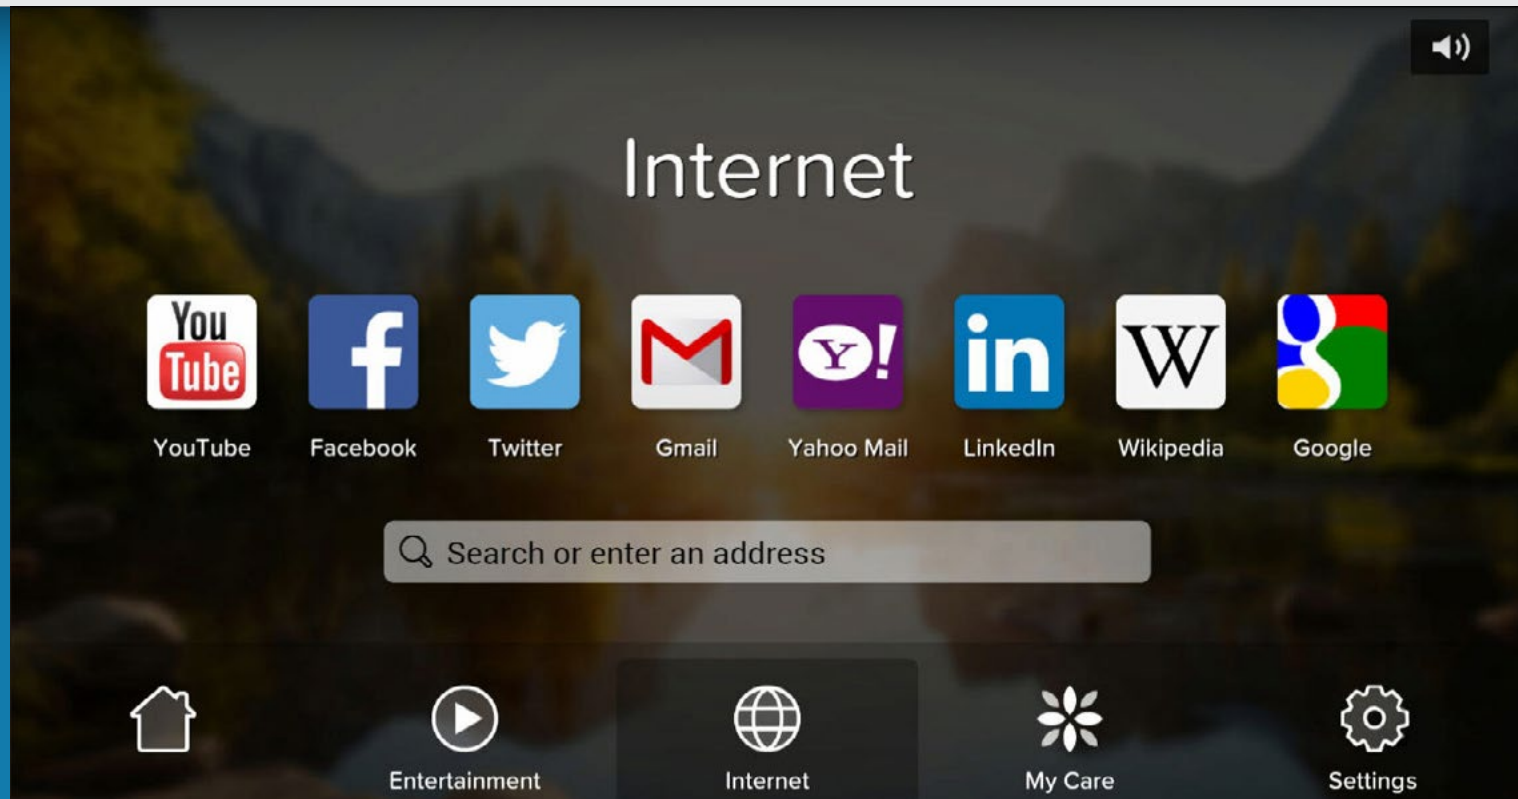 Internet
You
Tube
f
Y!
in
W
g
YouTube Facebook Twitter Gmail Yahoo Mail LinkedIn Wikipedia Google
Search or enter an address
Entertainment Internet My Care Settings